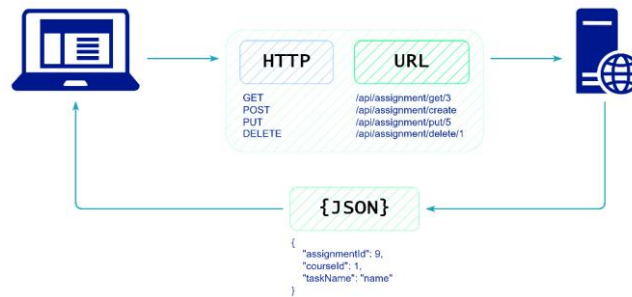 HTTP
URL
GET
POST
PUT
DELETE
/api/assignment/get/3
/api/assignment/create
/api/assignment/put/5
/api/assignment/delete/1
{JSON}
{
"assignmentId": 9,
"courseId": 1,
"taskName": "name"
}